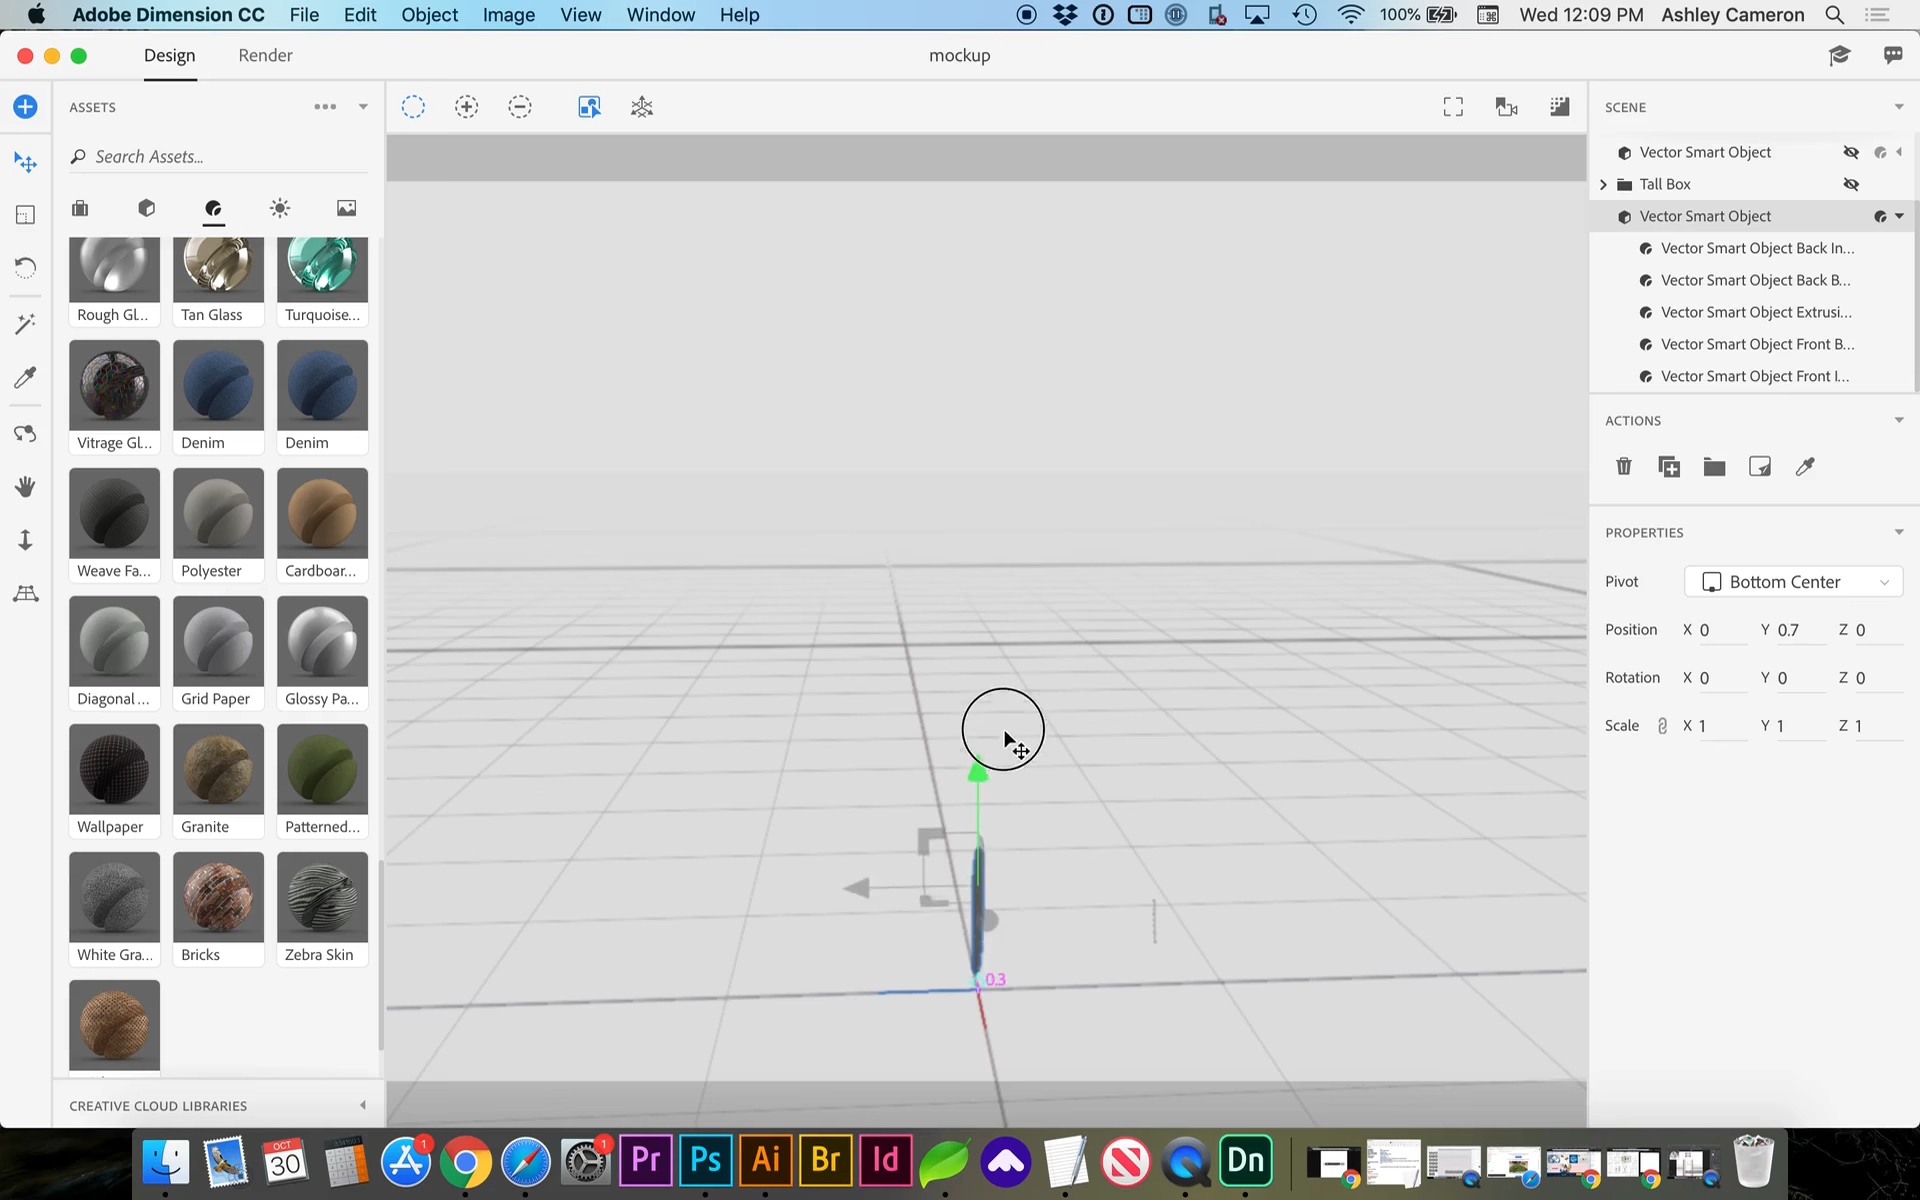 Adobe Dimension CC File Edit Object Image View Window Help 100% Wed 12:09 PM Ashley Cameron
Design Render mockup
ASSETS
Search Assets...
Rough Gl... Tan Glass Turquoise...
Vitrage Gl... Denim Denim
Weave Fa... Polyester Cardboar...
Diagonal ... Grid Paper Glossy Pa...
Wallpaper Granite Patterned...
White Gra... Bricks Zebra Skin
CREATIVE CLOUD LIBRARIES
0.3
SCENE
Vector Smart Object
Tall Box
Vector Smart Object
Vector Smart Object Back In...
Vector Smart Object Back B...
Vector Smart Object Extrusi...
Vector Smart Object Front B...
Vector Smart Object Front I...
ACTIONS
PROPERTIES
Pivot Bottom Center
Position X 0 Y 0.7 Z 0
Rotation X 0 Y 0 Z 0
Scale X 1 Y 1 Z 1
OCT 30 1 1 Pr Ps Ai Br Id N Dn